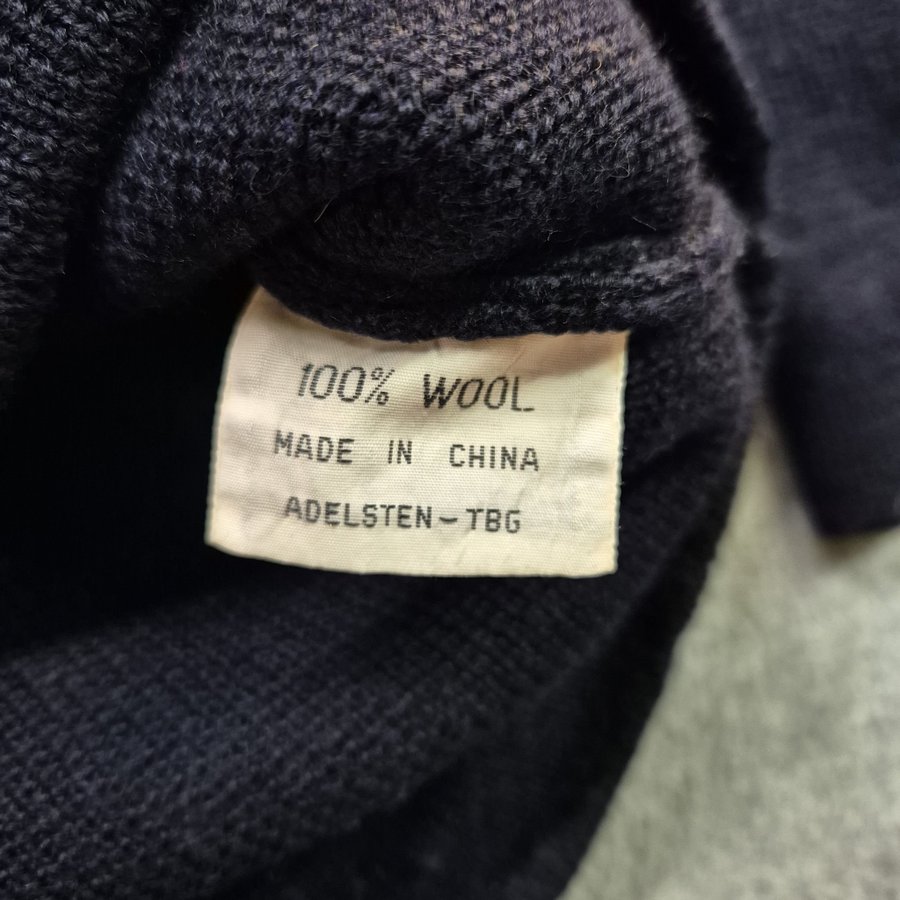 100% WOOL
MADE IN CHINA
ADELSTEN-TBG